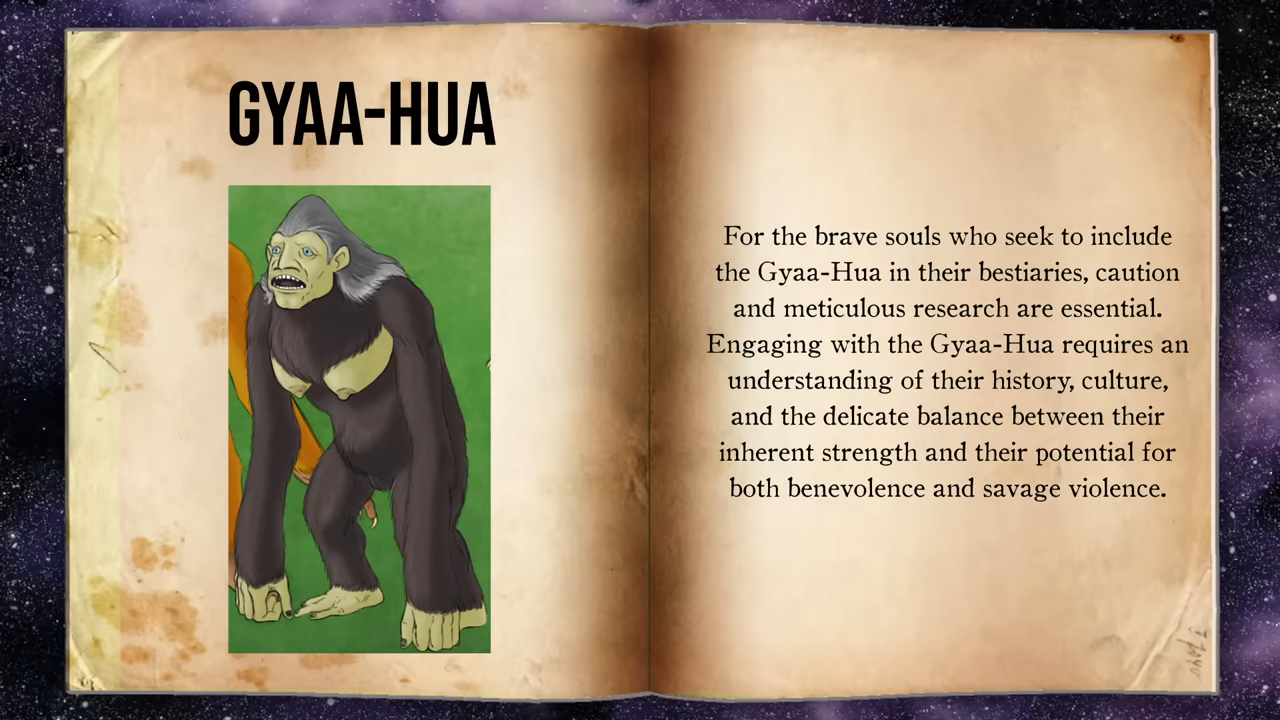 GYAA-HUA
For the brave souls who seek to include
the Gyaa-Hua in their bestiaries, caution
and meticulous research are essential.
Engaging with the Gyaa-Hua requires an
understanding of their history, culture,
and the delicate balance between their
inherent strength and their potential for
both benevolence and savage violence.